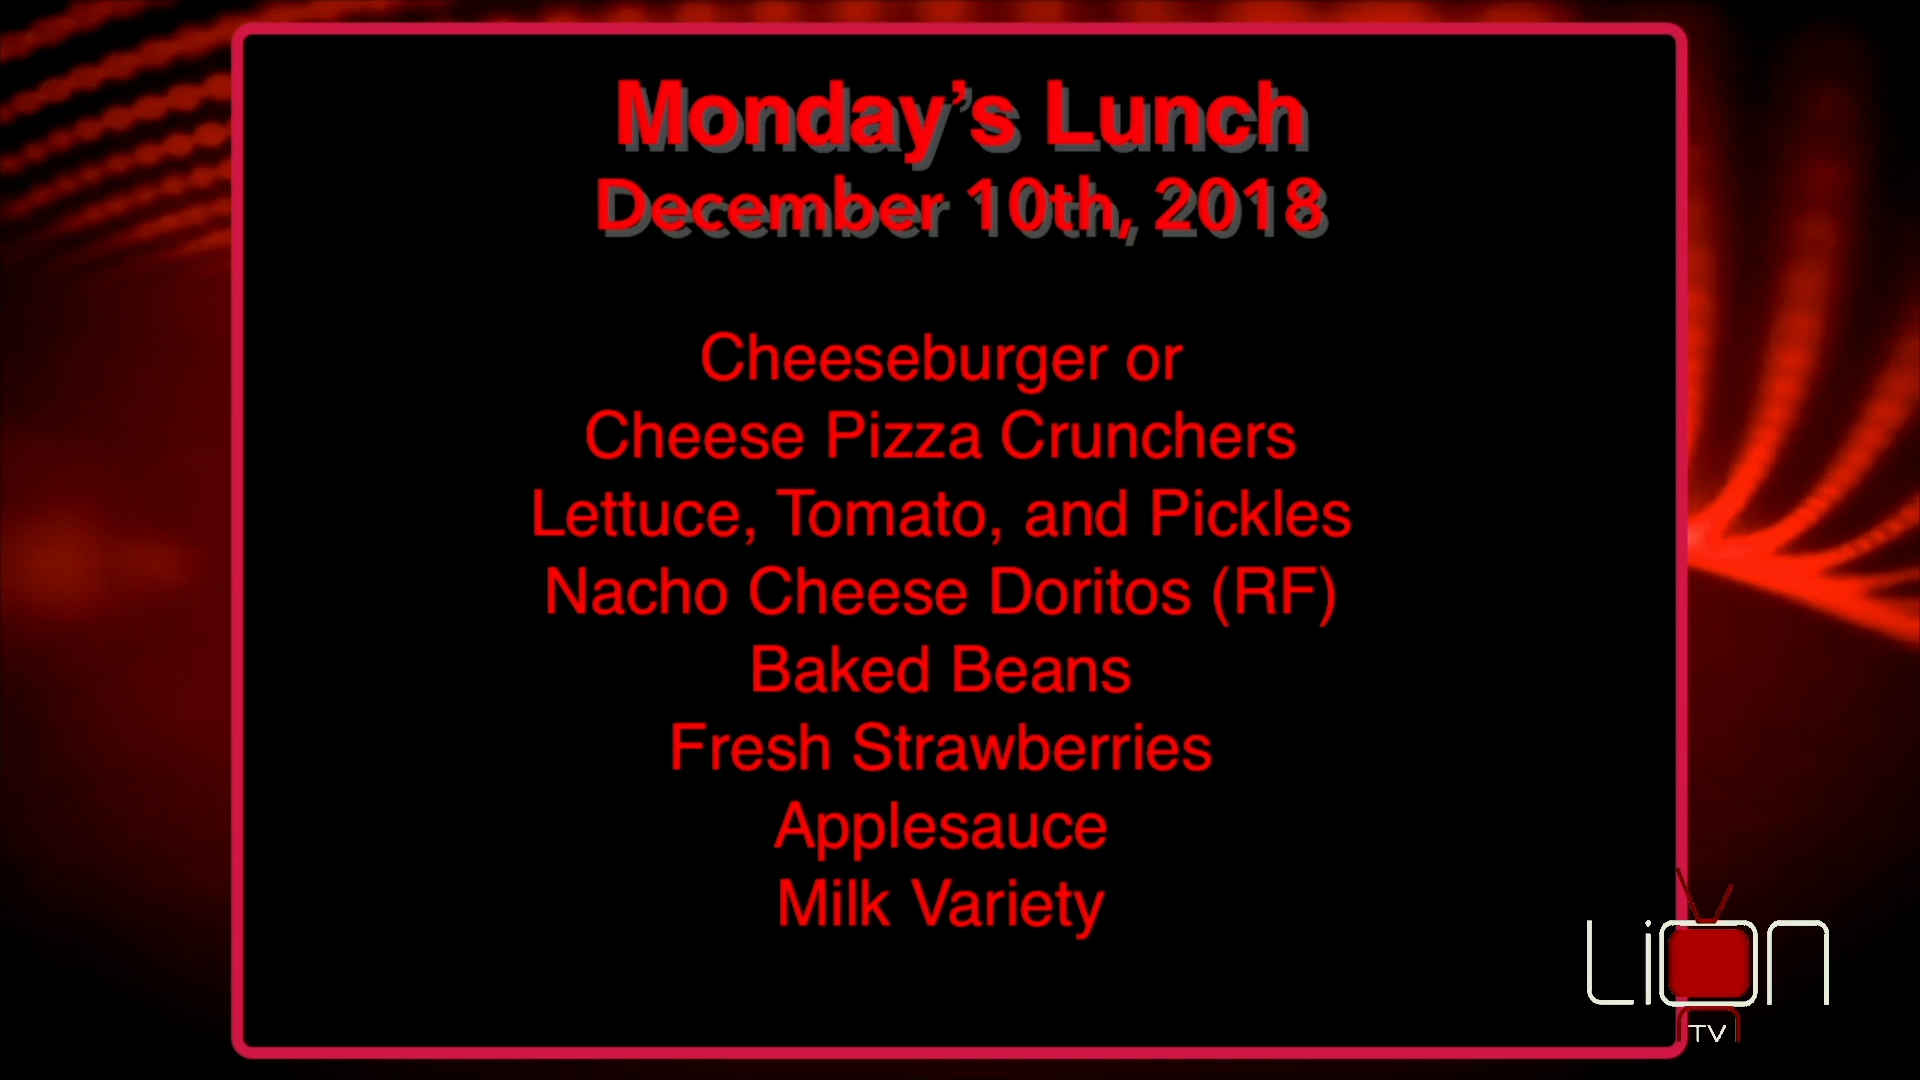 Monday’s Lunch
December 10th, 2018
Cheeseburger or
Cheese Pizza Crunchers
Lettuce, Tomato, and Pickles
Nacho Cheese Doritos (RF)
Baked Beans
Fresh Strawberries
Applesauce
Milk Variety
LiOn
TV